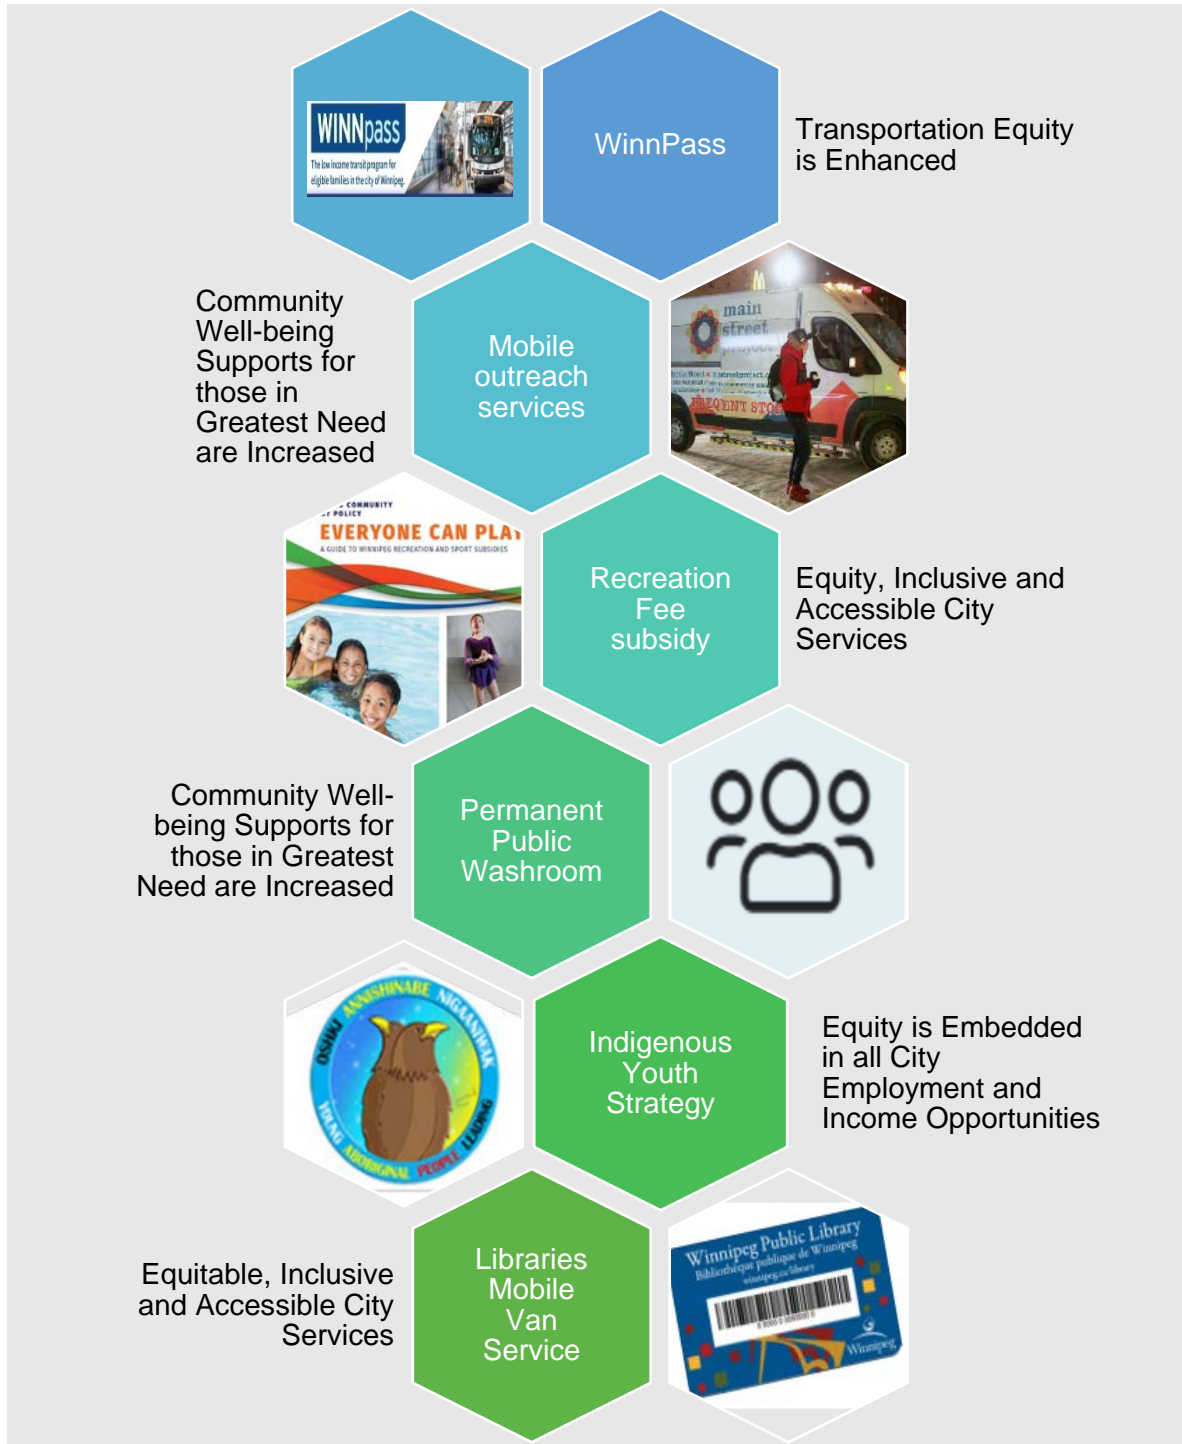 WINNpass
The low income transit program for
eligible families in the city of Winnipeg.
WinnPass
Transportation Equity
is Enhanced
Community
Well-being
Supports for
those in
Greatest Need
are Increased
Mobile
outreach
services
main
street
project
FREQUENT STOP
COMMUNITY
POLICY
EVERYONE CAN PLAY
A GUIDE TO WINNIPEG RECREATION AND SPORT SUBSIDIES
Recreation
Fee
subsidy
Equity, Inclusive and
Accessible City
Services
Community Well-
being Supports for
those in Greatest
Need are Increased
Permanent
Public
Washroom
OSHKI ANNISHINABE NIGAANIWAK
YOUNG ABORIGINAL PEOPLE LEADING
Indigenous
Youth
Strategy
Equity is Embedded
in all City
Employment and
Income Opportunities
Equitable, Inclusive
and Accessible City
Services
Libraries
Mobile
Van
Service
Winnipeg Public Library
Bibliothèque publique de Winnipeg
winnipeg.ca/library
Winnipeg